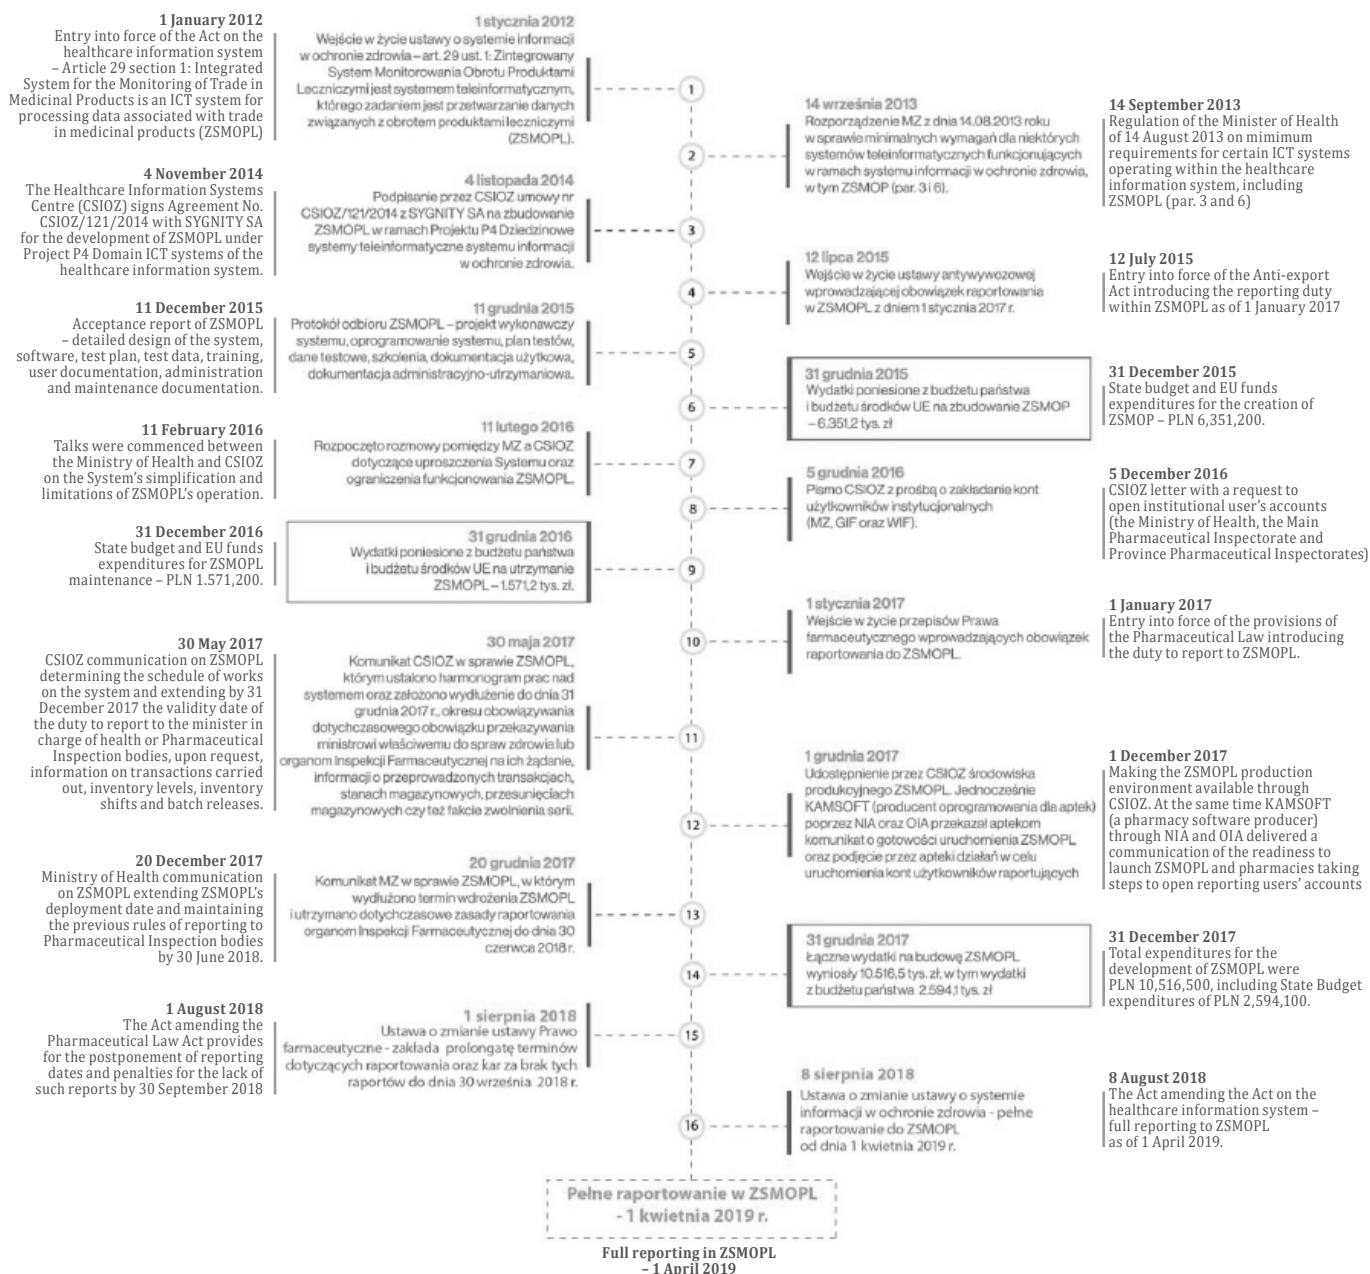 1 January 2012
Entry into force of the Act on the
healthcare information system
– Article 29 section 1: Integrated
System for the Monitoring of Trade in
Medicinal Products is an ICT system for
processing data associated with trade
in medicinal products (ZSMOPL)
1 stycznia 2012
Wejście w życie ustawy o systemie informacji
w ochronie zdrowia – art. 29 ust. 1: Zintegrowany
System Monitorowania Obrotu Produktami
Leczniczymi jest systemem teleinformatycznym,
którego zadaniem jest przetwarzanie danych
związanych z obrotem produktami leczniczymi
(ZSMOPL).
1
14 września 2013
Rozporządzenie MZ z dnia 14.08.2013 roku
w sprawie minimalnych wymagań dla niektórych
systemów teleinformatycznych funkcjonujących
w ramach systemu informacji w ochronie zdrowia,
w tym ZSMOP (par. 3 i 6).
14 September 2013
Regulation of the Minister of Health
of 14 August 2013 on mimimum
requirements for certain ICT systems
operating within the healthcare
information system, including
ZSMOPL (par. 3 and 6)
2
4 November 2014
The Healthcare Information Systems
Centre (CSIOZ) signs Agreement No.
CSIOZ/121/2014 with SYGNITY SA
for the development of ZSMOPL under
Project P4 Domain ICT systems of the
healthcare information system.
4 listopada 2014
Podpisanie przez CSIOZ umowy nr
CSIOZ/121/2014 z SYGNITY SA na zbudowanie
ZSMOPL w ramach Projektu P4 Dziedzinowe
systemy teleinformatyczne systemu informacji
w ochronie zdrowia.
3
12 lipca 2015
Wejście w życie ustawy antywywozowej
wprowadzającej obowiązek raportowania
w ZSMOPL z dniem 1 stycznia 2017 r.
12 July 2015
Entry into force of the Anti-export
Act introducing the reporting duty
within ZSMOPL as of 1 January 2017
4
11 December 2015
Acceptance report of ZSMOPL
– detailed design of the system,
software, test plan, test data, training,
user documentation, administration
and maintenance documentation.
11 grudnia 2015
Protokół odbioru ZSMOPL – projekt wykonawczy
systemu, oprogramowanie systemu, plan testów,
dane testowe, szkolenia, dokumentacja użytkowa,
dokumentacja administracyjno-utrzymaniowa.
5
31 grudnia 2015
Wydatki poniesione z budżetu państwa
i budżetu środków UE na zbudowanie ZSMOP
– 6.351,2 tys. zł
31 December 2015
State budget and EU funds
expenditures for the creation of
ZSMOP – PLN 6,351,200.
6
11 February 2016
Talks were commenced between
the Ministry of Health and CSIOZ
on the System's simplification and
limitations of ZSMOPL's operation.
11 lutego 2016
Rozpoczęto rozmowy pomiędzy MZ a CSIOZ
dotyczące uproszczenia Systemu oraz
ograniczenia funkcjonowania ZSMOPL.
7
5 grudnia 2016
Pismo CSIOZ z prośbą o zakładanie kont
użytkowników instytucjonalnych
(MZ, GIF oraz WIF).
5 December 2016
CSIOZ letter with a request to
open institutional user's accounts
(the Ministry of Health, the Main
Pharmaceutical Inspectorate and
Province Pharmaceutical Inspectorates)
8
31 December 2016
State budget and EU funds
expenditures for ZSMOPL
maintenance – PLN 1.571,200.
31 grudnia 2016
Wydatki poniesione z budżetu państwa
i budżetu środków UE na utrzymanie
ZSMOPL – 1.571,2 tys. zł.
9
1 stycznia 2017
Wejście w życie przepisów Prawa
farmaceutycznego wprowadzających obowiązek
raportowania do ZSMOPL.
1 January 2017
Entry into force of the provisions of
the Pharmaceutical Law introducing
the duty to report to ZSMOPL.
10
30 May 2017
CSIOZ communication on ZSMOPL
determining the schedule of works
on the system and extending by 31
December 2017 the validity date of
the duty to report to the minister in
charge of health or Pharmaceutical
Inspection bodies, upon request,
information on transactions carried
out, inventory levels, inventory
shifts and batch releases.
30 maja 2017
Komunikat CSIOZ w sprawie ZSMOPL,
którym ustalono harmonogram prac nad
systemem oraz założono wydłużenie do dnia 31
grudnia 2017 r., okresu obowiązywania
dotychczasowego obowiązku przekazywania
ministrowi właściwemu do spraw zdrowia lub
organom Inspekcji Farmaceutycznej na ich żądanie,
informacji o przeprowadzonych transakcjach,
stanach magazynowych, przesunięciach
magazynowych czy też fakcie zwolnienia serii.
11
1 grudnia 2017
Udostępnienie przez CSIOZ środowiska
produkcyjnego ZSMOPL. Jednocześnie
KAMSOFT (producent oprogramowania dla aptek)
poprzez NIA oraz OIA przekazał aptekom
komunikat o gotowości uruchomienia ZSMOPL
oraz podjęcie przez apteki działań w celu
uruchomienia kont użytkowników raportujących
1 December 2017
Making the ZSMOPL production
environment available through
CSIOZ. At the same time KAMSOFT
(a pharmacy software producer)
through NIA and OIA delivered a
communication of the readiness to
launch ZSMOPL and pharmacies taking
steps to open reporting users' accounts
12
20 December 2017
Ministry of Health communication
on ZSMOPL extending ZSMOPL's
deployment date and maintaining
the previous rules of reporting to
Pharmaceutical Inspection bodies
by 30 June 2018.
20 grudnia 2017
Komunikat MZ w sprawie ZSMOPL, w którym
wydłużono termin wdrożenia ZSMOPL
i utrzymano dotychczasowe zasady raportowania
organom Inspekcji Farmaceutycznej do dnia 30
czerwca 2018 r.
13
31 grudnia 2017
Łączne wydatki na budowę ZSMOPL
wyniosły 10.516,5 tys. zł, w tym wydatki
z budżetu państwa 2.594,1 tys. zł
31 December 2017
Total expenditures for the
development of ZSMOPL were
PLN 10,516,500, including State Budget
expenditures of PLN 2,594,100.
14
1 August 2018
The Act amending the
Pharmaceutical Law Act provides
for the postponement of reporting
dates and penalties for the lack of
such reports by 30 September 2018
1 sierpnia 2018
Ustawa o zmianie ustawy Prawo
farmaceutyczne - zakłada prolongatę terminów
dotyczących raportowania oraz kar za brak tych
raportów do dnia 30 września 2018 r.
15
8 sierpnia 2018
Ustawa o zmianie ustawy o systemie
informacji w ochronie zdrowia - pełne
raportowanie do ZSMOPL
od dnia 1 kwietnia 2019 r.
8 August 2018
The Act amending the Act on the
healthcare information system –
full reporting to ZSMOPL
as of 1 April 2019.
16
Pełne raportowanie w ZSMOPL
- 1 kwietnia 2019 r.
Full reporting in ZSMOPL
– 1 April 2019